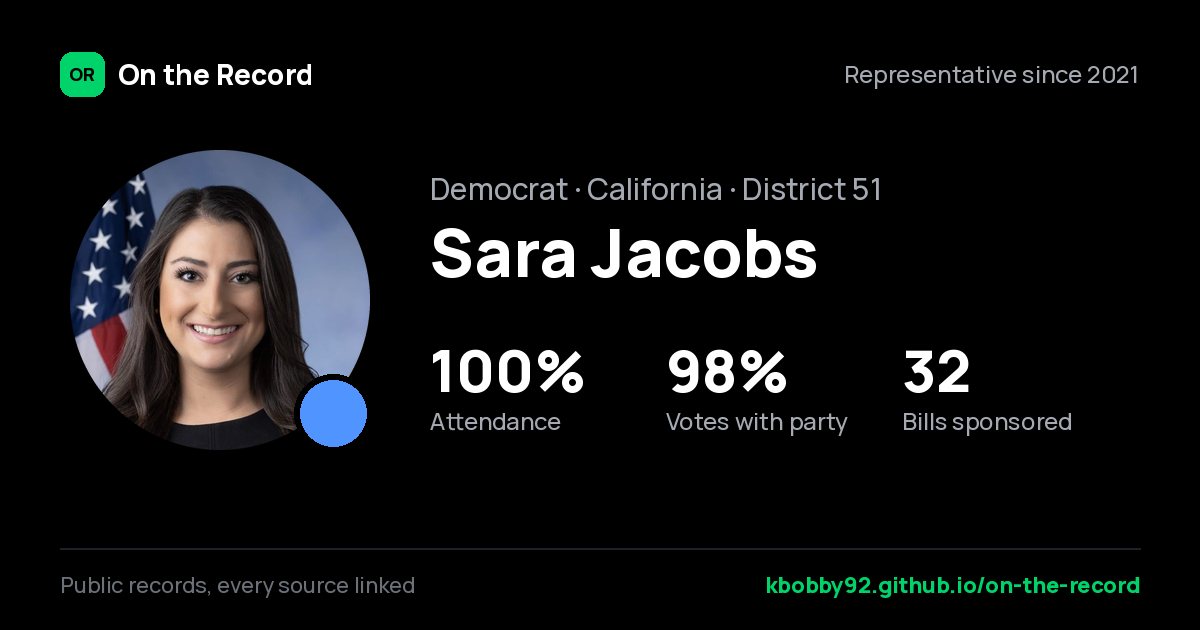 OR On the Record
Representative since 2021
Democrat · California · District 51
Sara Jacobs
100% 98% 32
Attendance Votes with party Bills sponsored
Public records, every source linked
kbobby92.github.io/on-the-record